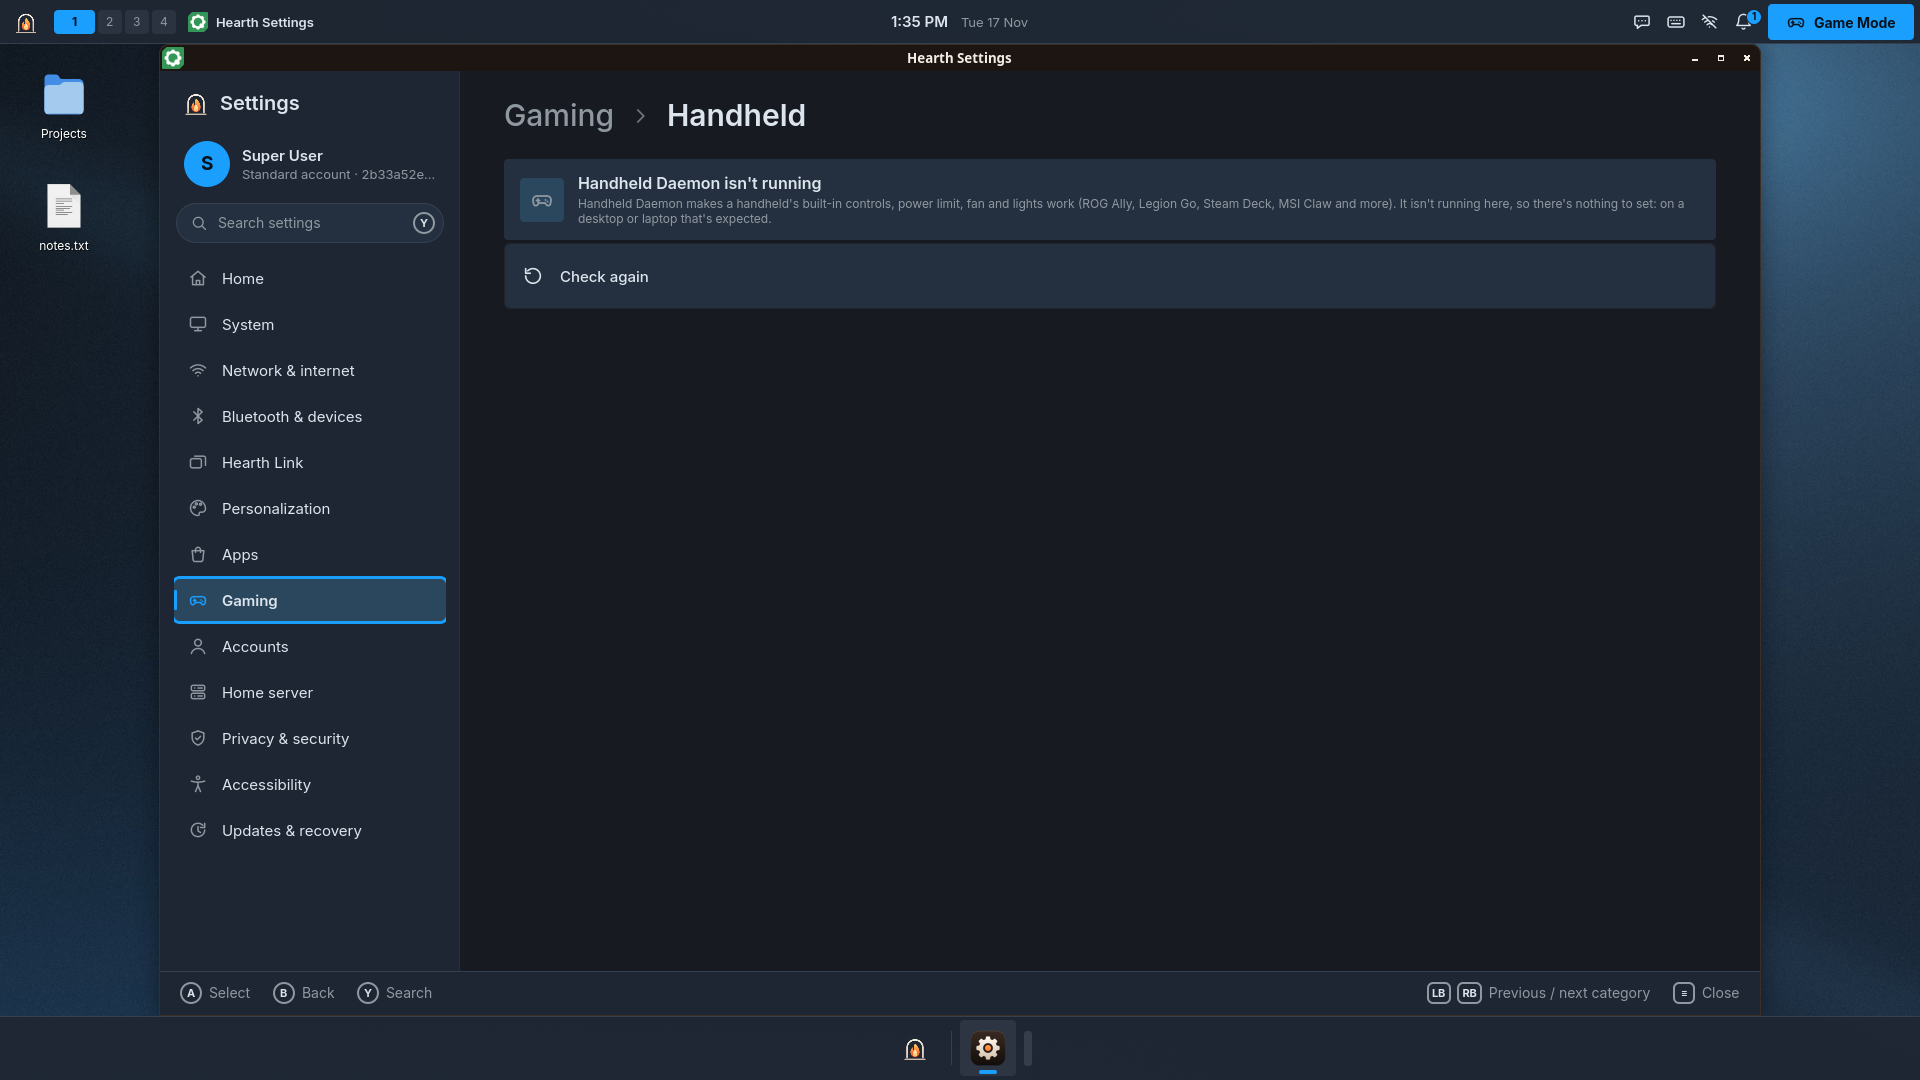 1
2
3
4
Hearth Settings
1:35 PM
Tue 17 Nov
1
Game Mode
Hearth Settings
Projects
notes.txt
Settings
S
Super User
Standard account · 2b33a52e...
Search settings
Y
Home
System
Network & internet
Bluetooth & devices
Hearth Link
Personalization
Apps
Gaming
Accounts
Home server
Privacy & security
Accessibility
Updates & recovery
Gaming > Handheld
Handheld Daemon isn't running
Handheld Daemon makes a handheld's built-in controls, power limit, fan and lights work (ROG Ally, Legion Go, Steam Deck, MSI Claw and more). It isn't running here, so there's nothing to set: on a
desktop or laptop that's expected.
Check again
A Select
B Back
Y Search
LB RB Previous / next category
Close